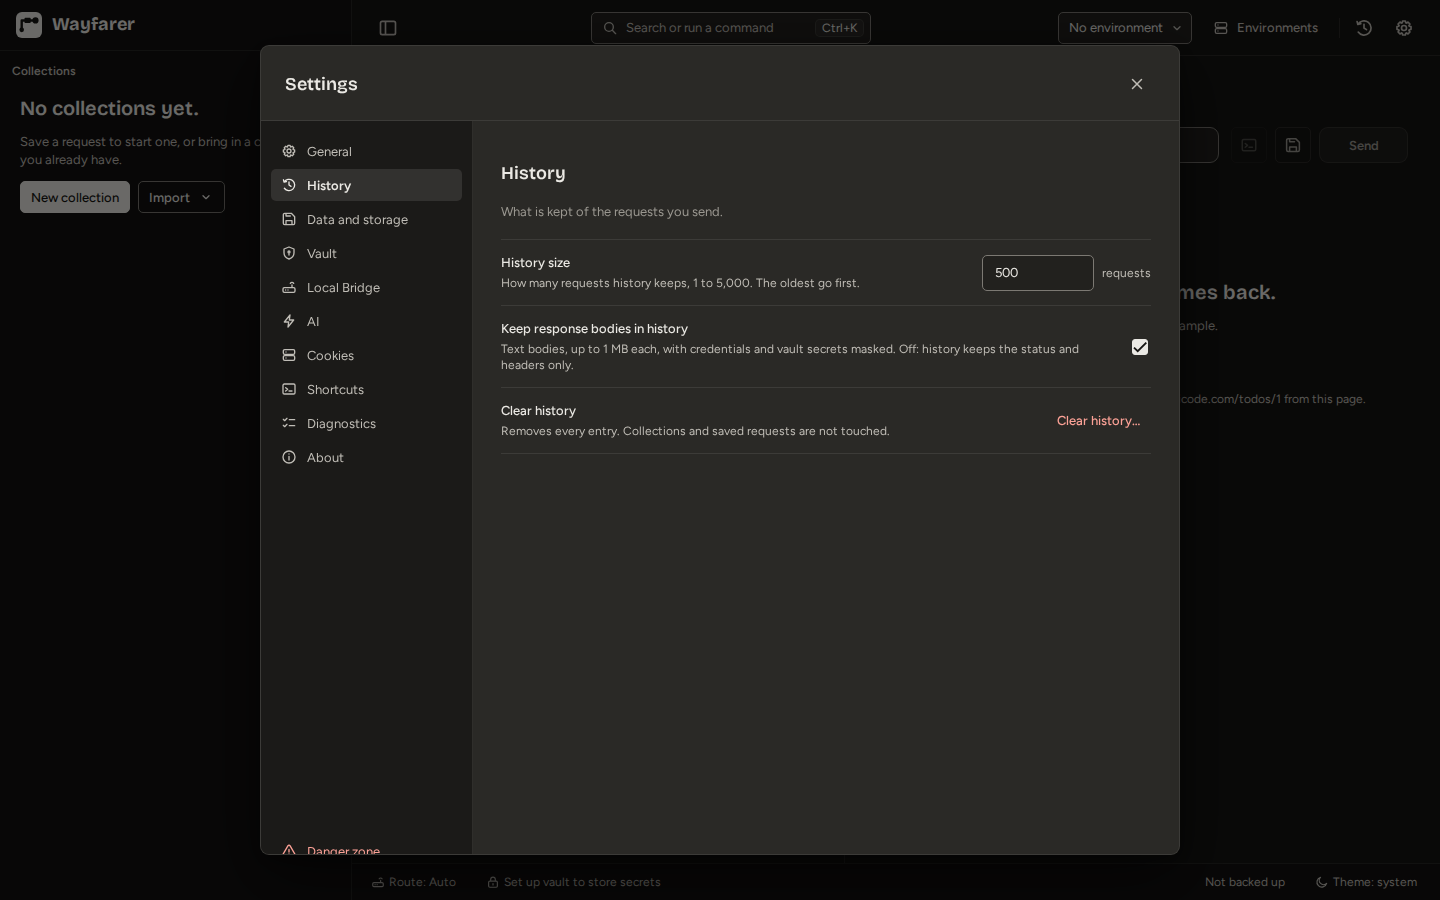 Wayfarer
Search or run a command
Ctrl+K
No environment
Environments
Collections
No collections yet.
Save a request to start one, or bring in a c
you already have.
New collection
Import
Send
mes back.
ample.
code.com/todos/1 from this page.
Settings
General
History
Data and storage
Vault
Local Bridge
AI
Cookies
Shortcuts
Diagnostics
About
Danger zone
History
What is kept of the requests you send.
History size
How many requests history keeps, 1 to 5,000. The oldest go first.
500
requests
Keep response bodies in history
Text bodies, up to 1 MB each, with credentials and vault secrets masked. Off: history keeps the status and
headers only.
Clear history
Removes every entry. Collections and saved requests are not touched.
Clear history...
Route: Auto
Set up vault to store secrets
Not backed up
Theme: system